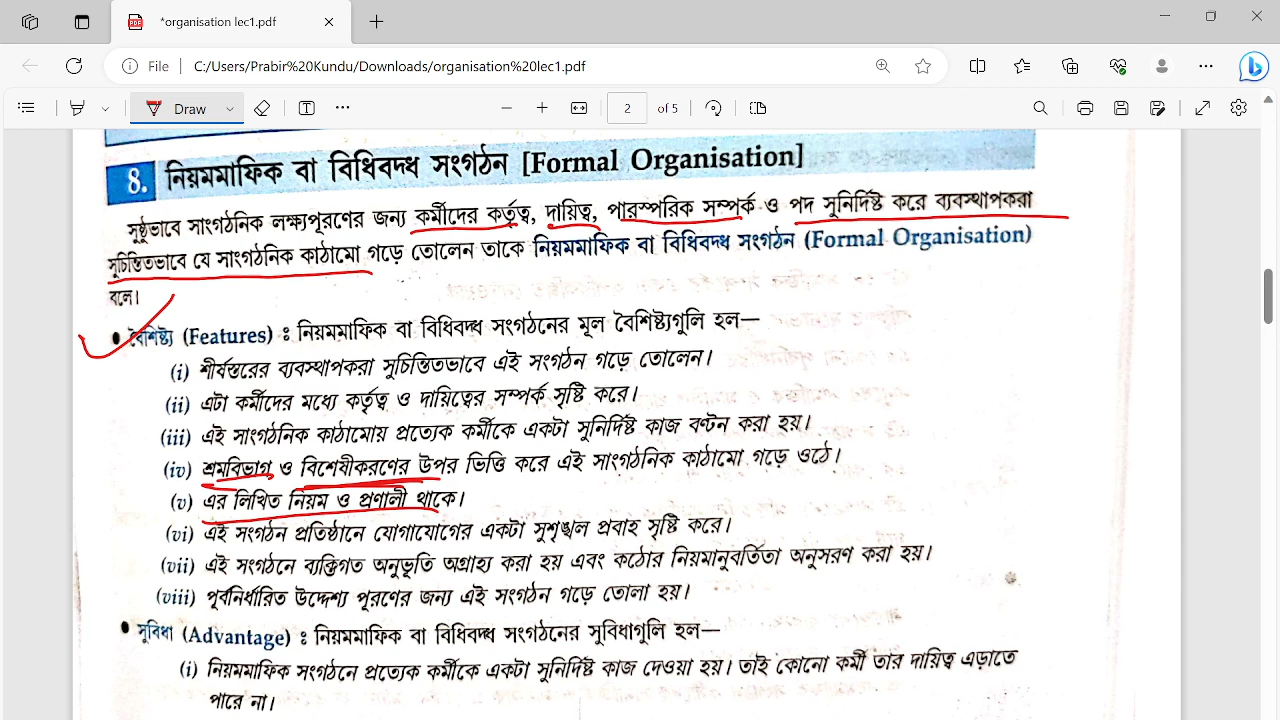 *organisation lec1.pdf
File | C:/Users/Prabir%20Kundu/Downloads/organisation%20lec1.pdf
Draw 2 of 5
8. নিয়মমাফিক বা বিধিবদ্ধ সংগঠন [Formal Organisation]
সুষ্ঠুভাবে সাংগঠনিক লক্ষ্যপূরণের জন্য কর্মীদের কর্তৃত্ব, দায়িত্ব, পারস্পরিক সম্পর্ক ও পদ সুনির্দিষ্ট করে ব্যবস্থাপকরা
সুচিন্তিতভাবে যে সাংগঠনিক কাঠামো গড়ে তোলেন তাকে নিয়মমাফিক বা বিধিবদ্ধ সংগঠন (Formal Organisation)
বলে।
● বৈশিষ্ট্য (Features) : নিয়মমাফিক বা বিধিবদ্ধ সংগঠনের মূল বৈশিষ্ট্যগুলি হল—
(i) শীর্ষস্তরের ব্যবস্থাপকরা সুচিন্তিতভাবে এই সংগঠন গড়ে তোলেন।
(ii) এটা কর্মীদের মধ্যে কর্তৃত্ব ও দায়িত্বের সম্পর্ক সৃষ্টি করে।
(iii) এই সাংগঠনিক কাঠামোয় প্রত্যেক কর্মীকে একটা সুনির্দিষ্ট কাজ বণ্টন করা হয়।
(iv) শ্রমবিভাগ ও বিশেষীকরণের উপর ভিত্তি করে এই সাংগঠনিক কাঠামো গড়ে ওঠে।
(v) এর লিখিত নিয়ম ও প্রণালী থাকে।
(vi) এই সংগঠন প্রতিষ্ঠানে যোগাযোগের একটা সুশৃঙ্খল প্রবাহ সৃষ্টি করে।
(vii) এই সংগঠনে ব্যক্তিগত অনুভূতি অগ্রাহ্য করা হয় এবং কঠোর নিয়মানুবর্তিতা অনুসরণ করা হয়।
(viii) পূর্বনির্ধারিত উদ্দেশ্য পূরণের জন্য এই সংগঠন গড়ে তোলা হয়।
● সুবিধা (Advantage) : নিয়মমাফিক বা বিধিবদ্ধ সংগঠনের সুবিধাগুলি হল—
(i) নিয়মমাফিক সংগঠনে প্রত্যেক কর্মীকে একটা সুনির্দিষ্ট কাজ দেওয়া হয়। তাই কোনো কর্মী তার দায়িত্ব এড়াতে
পারে না।